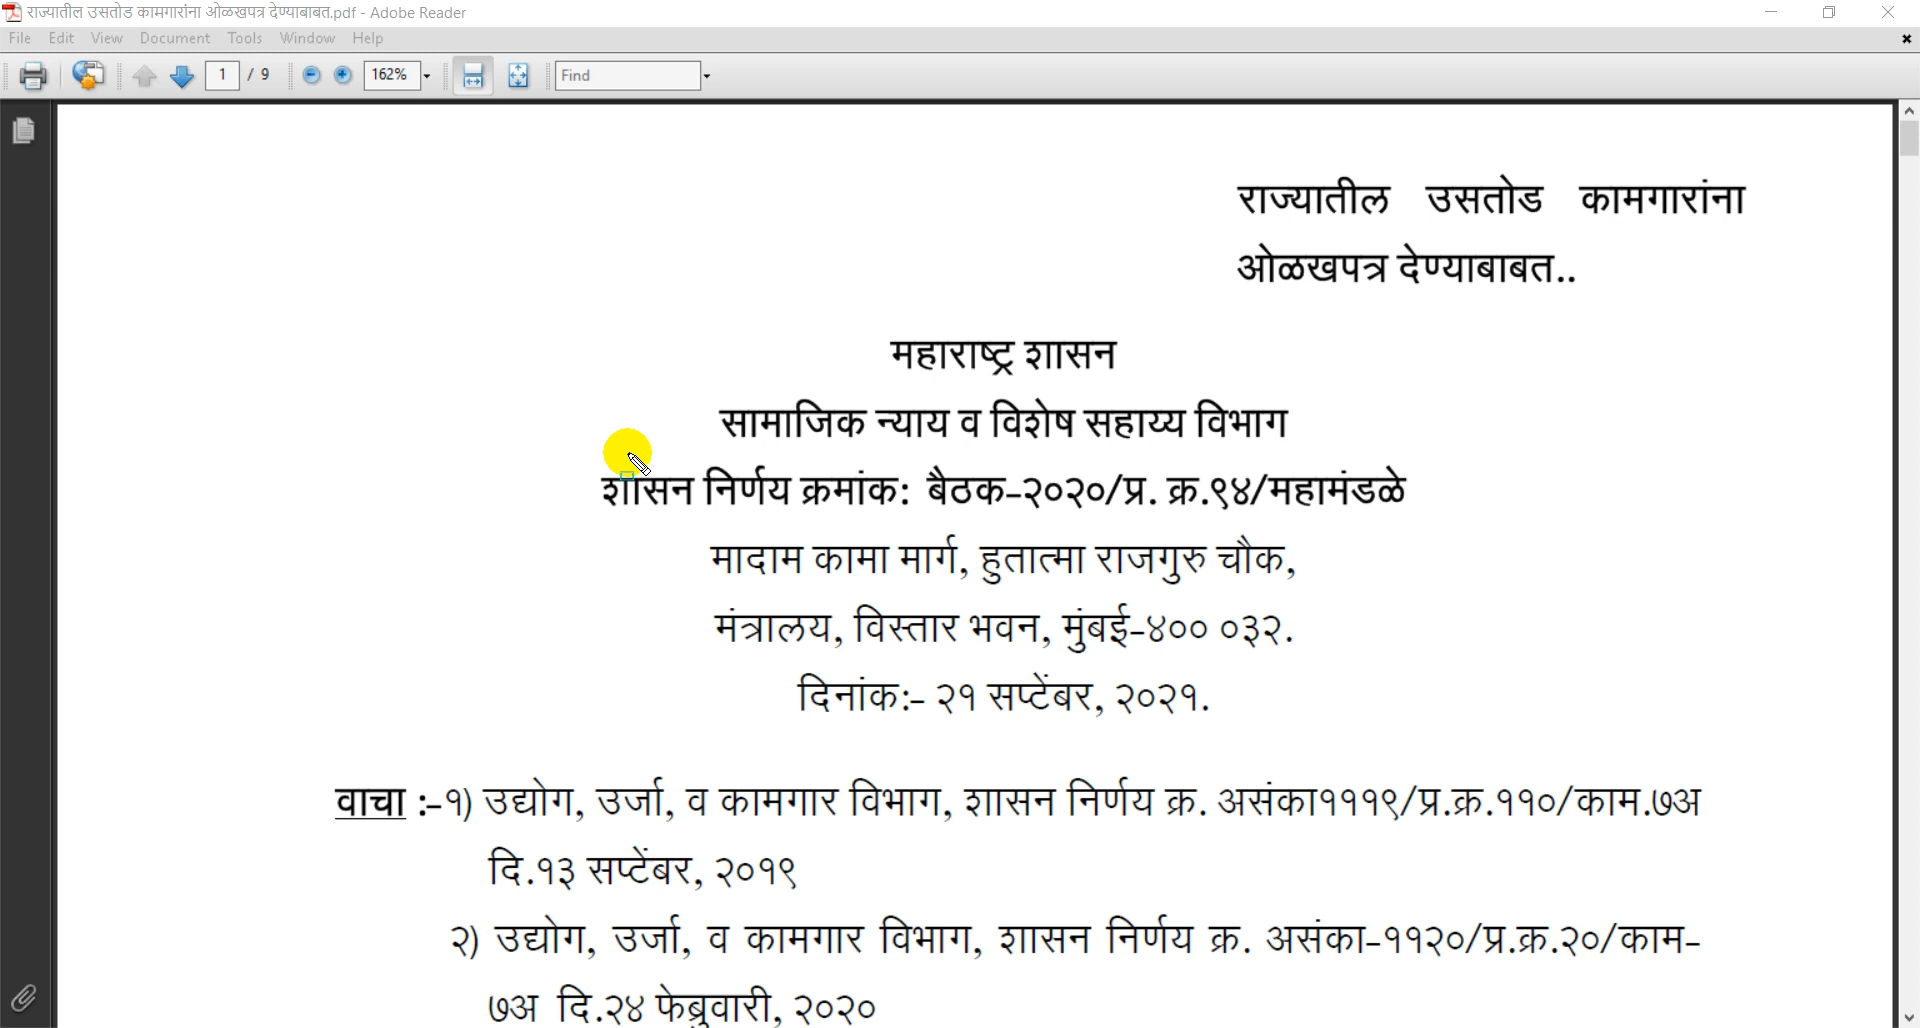 राज्यातील उसतोड कामगारांना ओळखपत्र देण्याबाबत.pdf - Adobe Reader
File Edit View Document Tools Window Help
1 / 9 162% Find
राज्यातील उसतोड कामगारांना
ओळखपत्र देण्याबाबत..
महाराष्ट्र शासन
सामाजिक न्याय व विशेष सहाय्य विभाग
शासन निर्णय क्रमांक: बैठक-२०२०/प्र. क्र.९४/महामंडळे
मादाम कामा मार्ग, हुतात्मा राजगुरु चौक,
मंत्रालय, विस्तार भवन, मुंबई-४०० ०३२.
दिनांक:- २१ सप्टेंबर, २०२१.
वाचा :-१) उद्योग, उर्जा, व कामगार विभाग, शासन निर्णय क्र. असंका१११९/प्र.क्र.११०/काम.७अ
दि.१३ सप्टेंबर, २०१९
२) उद्योग, उर्जा, व कामगार विभाग, शासन निर्णय क्र. असंका-११२०/प्र.क्र.२०/काम-
७अ दि.२४ फेब्रुवारी, २०२०